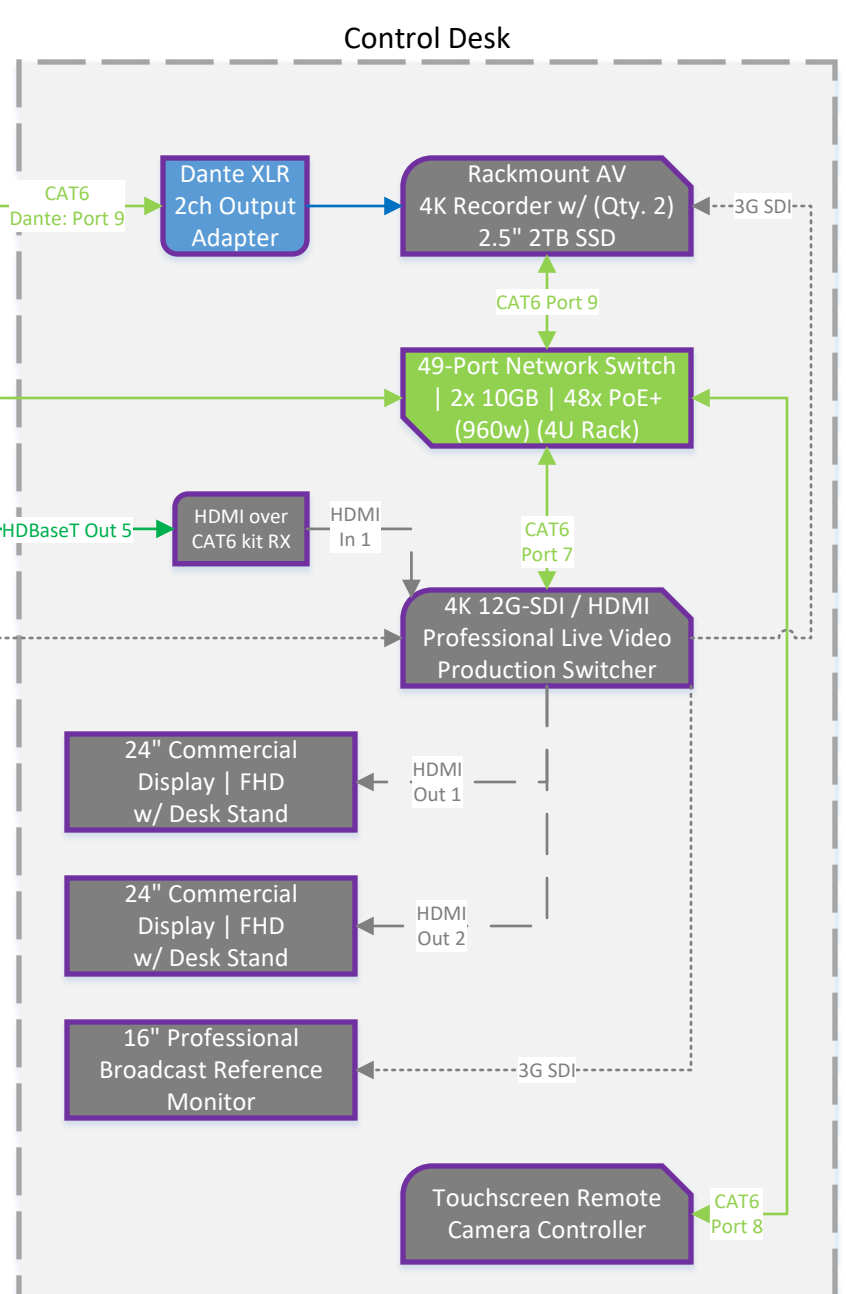 Control Desk
CAT6
Dante: Port 9
Dante XLR
2ch Output
Adapter
Rackmount AV
4K Recorder w/ (Qty. 2)
2.5" 2TB SSD
3G SDI
CAT6 Port 9
49-Port Network Switch
| 2x 10GB | 48x PoE+
(960w) (4U Rack)
HDBaseT Out 5
HDMI over
CAT6 kit RX
HDMI
In 1
CAT6
Port 7
4K 12G-SDI / HDMI
Professional Live Video
Production Switcher
24" Commercial
Display | FHD
w/ Desk Stand
HDMI
Out 1
24" Commercial
Display | FHD
w/ Desk Stand
HDMI
Out 2
16" Professional
Broadcast Reference
Monitor
3G SDI
Touchscreen Remote
Camera Controller
CAT6
Port 8